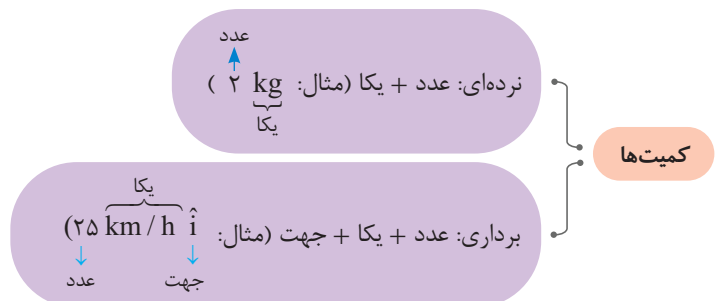 کمیت‌ها
عدد
نرده‌ای: عدد + یکا (مثال: ۲ kg )
یکا
یکا
برداری: عدد + یکا + جهت (مثال: ۲۵ km / h î)
عدد جهت